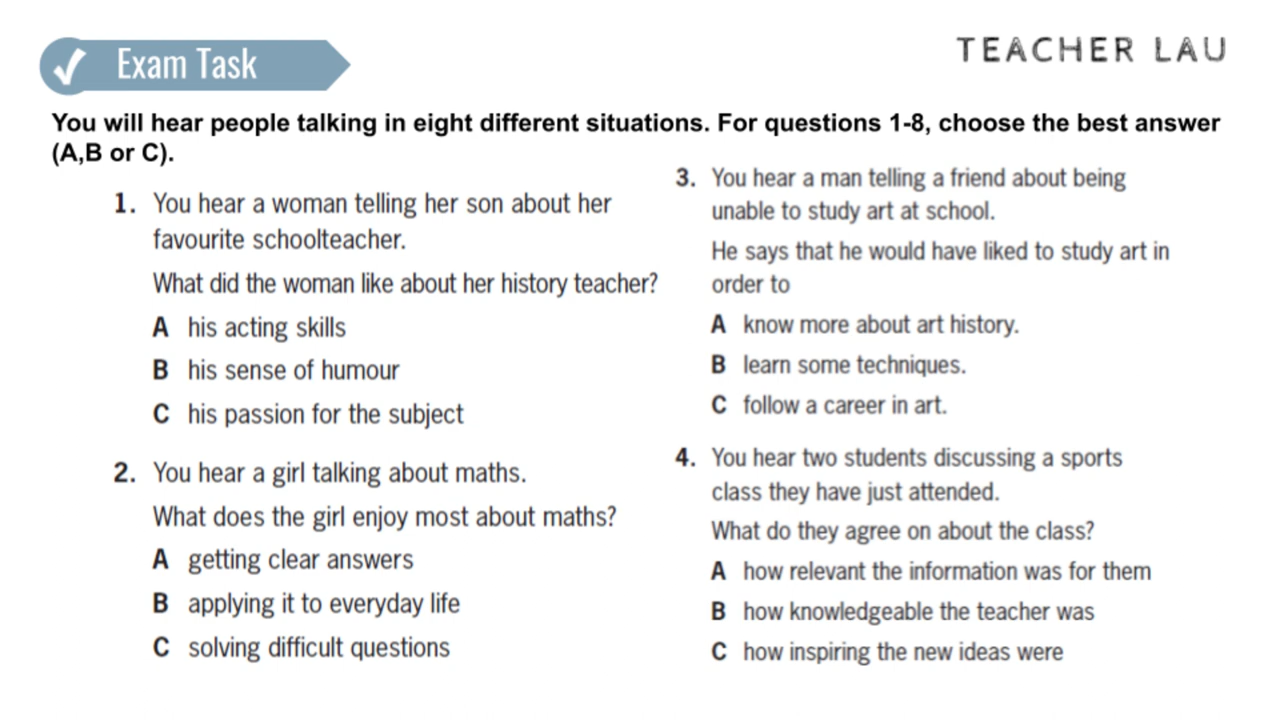 Exam Task
TEACHER LAU
You will hear people talking in eight different situations. For questions 1-8, choose the best answer
(A,B or C).
1. You hear a woman telling her son about her
favourite schoolteacher.
What did the woman like about her history teacher?
A his acting skills
B his sense of humour
C his passion for the subject
2. You hear a girl talking about maths.
What does the girl enjoy most about maths?
A getting clear answers
B applying it to everyday life
C solving difficult questions
3. You hear a man telling a friend about being
unable to study art at school.
He says that he would have liked to study art in
order to
A know more about art history.
B learn some techniques.
C follow a career in art.
4. You hear two students discussing a sports
class they have just attended.
What do they agree on about the class?
A how relevant the information was for them
B how knowledgeable the teacher was
C how inspiring the new ideas were